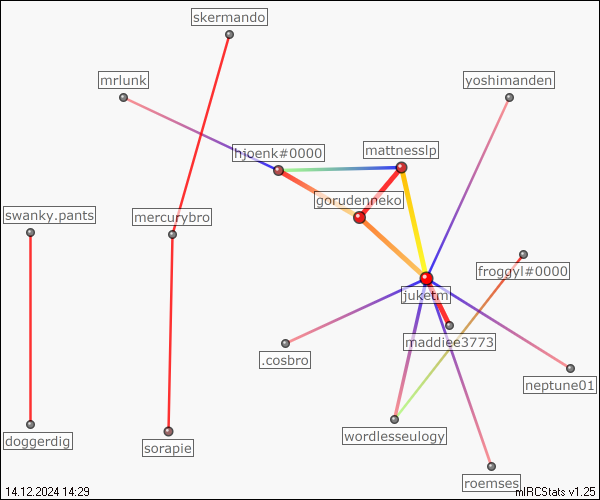 skermando
mrlunk
yoshimanden
hjoenk#0000
mattnesslp
gorudenneko
swanky.pants
mercurybro
froggyl#0000
juketm
maddiee3773
.cosbro
neptune01
wordlesseulogy
doggerdig
sorapie
roemses
14.12.2024 14:29
mIRCStats v1.25